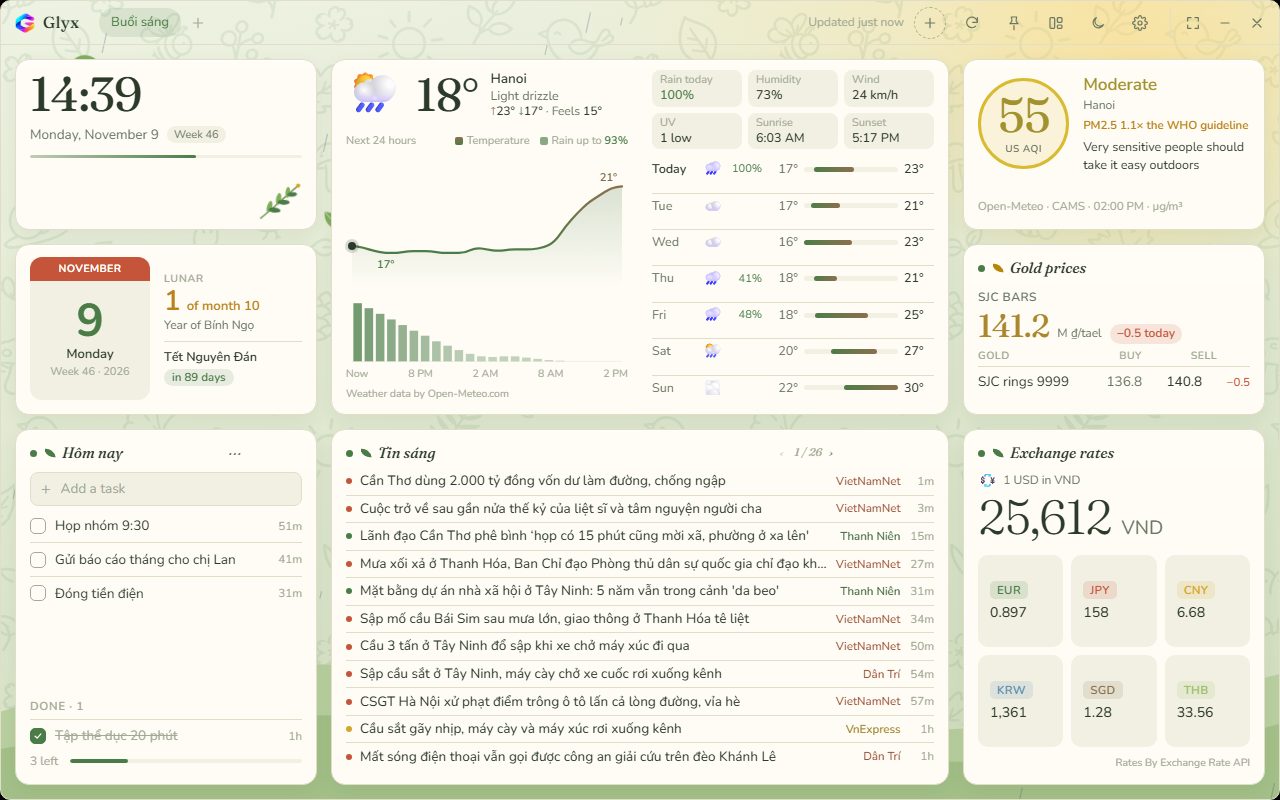 Glyx
Buổi sáng
Updated just now
14:39
Monday, November 9 Week 46
NOVEMBER
9
Monday
Week 46 · 2026
LUNAR
1 of month 10
Year of Bính Ngọ
Tết Nguyên Đán
in 89 days
18°
Hanoi
Light drizzle
↑23° ↓17° · Feels 15°
Next 24 hours
Temperature Rain up to 93%
21°
17°
Now 8 PM 2 AM 8 AM 2 PM
Weather data by Open-Meteo.com
Rain today
100%
Humidity
73%
Wind
24 km/h
UV
1 low
Sunrise
6:03 AM
Sunset
5:17 PM
Today 100% 17° 23°
Tue 17° 21°
Wed 16° 23°
Thu 41% 18° 21°
Fri 48% 18° 25°
Sat 20° 27°
Sun 22° 30°
55
US AQI
Moderate
Hanoi
PM2.5 1.1× the WHO guideline
Very sensitive people should
take it easy outdoors
Open-Meteo · CAMS · 02:00 PM · µg/m³
Gold prices
SJC BARS
141.2 M ₫/tael −0.5 today
GOLD BUY SELL
SJC rings 9999 136.8 140.8 −0.5
Hôm nay ···
+ Add a task
Họp nhóm 9:30 51m
Gửi báo cáo tháng cho chị Lan 41m
Đóng tiền điện 31m
DONE · 1
Tập thể dục 20 phút 1h
3 left
Tin sáng ‹ 1/26 ›
Cần Thơ dùng 2.000 tỷ đồng vốn dư làm đường, chống ngập VietNamNet 1m
Cuộc trở về sau gần nửa thế kỷ của liệt sĩ và tâm nguyện người cha VietNamNet 3m
Lãnh đạo Cần Thơ phê bình 'họp có 15 phút cũng mời xã, phường ở xa lên' Thanh Niên 15m
Mưa xối xả ở Thanh Hóa, Ban Chỉ đạo Phòng thủ dân sự quốc gia chỉ đạo kh... VietNamNet 27m
Mặt bằng dự án nhà xã hội ở Tây Ninh: 5 năm vẫn trong cảnh 'da beo' Thanh Niên 31m
Sập mố cầu Bái Sim sau mưa lớn, giao thông ở Thanh Hóa tê liệt VietNamNet 34m
Cầu 3 tấn ở Tây Ninh đổ sập khi xe chở máy xúc đi qua VietNamNet 50m
Sập cầu sắt ở Tây Ninh, máy cày chở xe cuốc rơi xuống kênh Dân Trí 54m
CSGT Hà Nội xử phạt điểm trông ô tô lấn cả lòng đường, vỉa hè VietNamNet 57m
Cầu sắt gãy nhịp, máy cày và máy xúc rơi xuống kênh VnExpress 1h
Mất sóng điện thoại vẫn gọi được công an giải cứu trên đèo Khánh Lê Dân Trí 1h
Exchange rates
1 USD in VND
25,612 VND
EUR
0.897
JPY
158
CNY
6.68
KRW
1,361
SGD
1.28
THB
33.56
Rates By Exchange Rate API